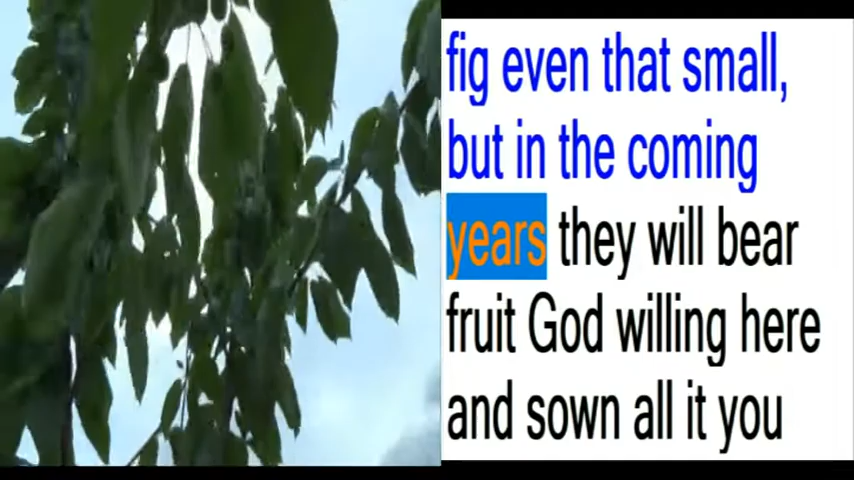 fig even that small,
but in the coming
years they will bear
fruit God willing here
and sown all it you